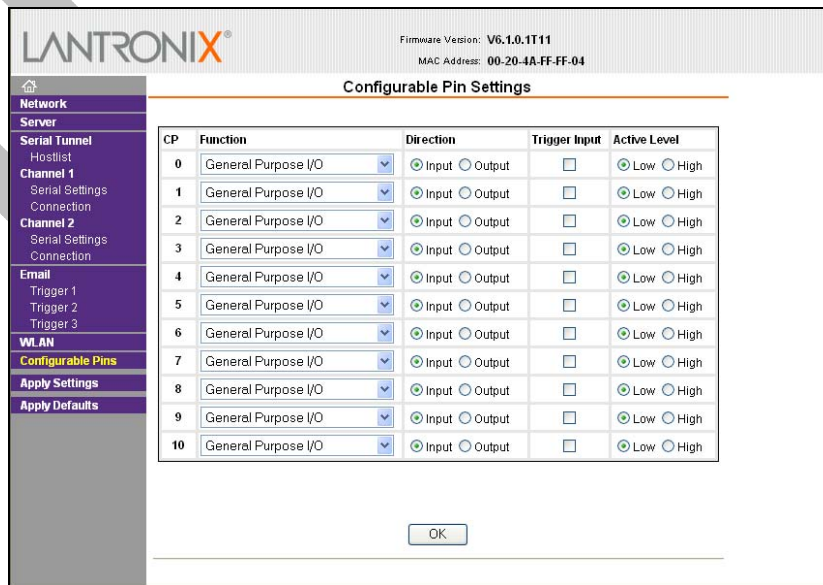 LANTRONIX®
Firmware Version: V6.1.0.1T11
MAC Address: 00-20-4A-FF-FF-04
Configurable Pin Settings
Network
Server
Serial Tunnel
Hostlist
Channel 1
Serial Settings
Connection
Channel 2
Serial Settings
Connection
Email
Trigger 1
Trigger 2
Trigger 3
WLAN
Configurable Pins
Apply Settings
Apply Defaults
CP Function Direction Trigger Input Active Level
0 General Purpose I/O Input Output Low High
1 General Purpose I/O Input Output Low High
2 General Purpose I/O Input Output Low High
3 General Purpose I/O Input Output Low High
4 General Purpose I/O Input Output Low High
5 General Purpose I/O Input Output Low High
6 General Purpose I/O Input Output Low High
7 General Purpose I/O Input Output Low High
8 General Purpose I/O Input Output Low High
9 General Purpose I/O Input Output Low High
10 General Purpose I/O Input Output Low High
OK